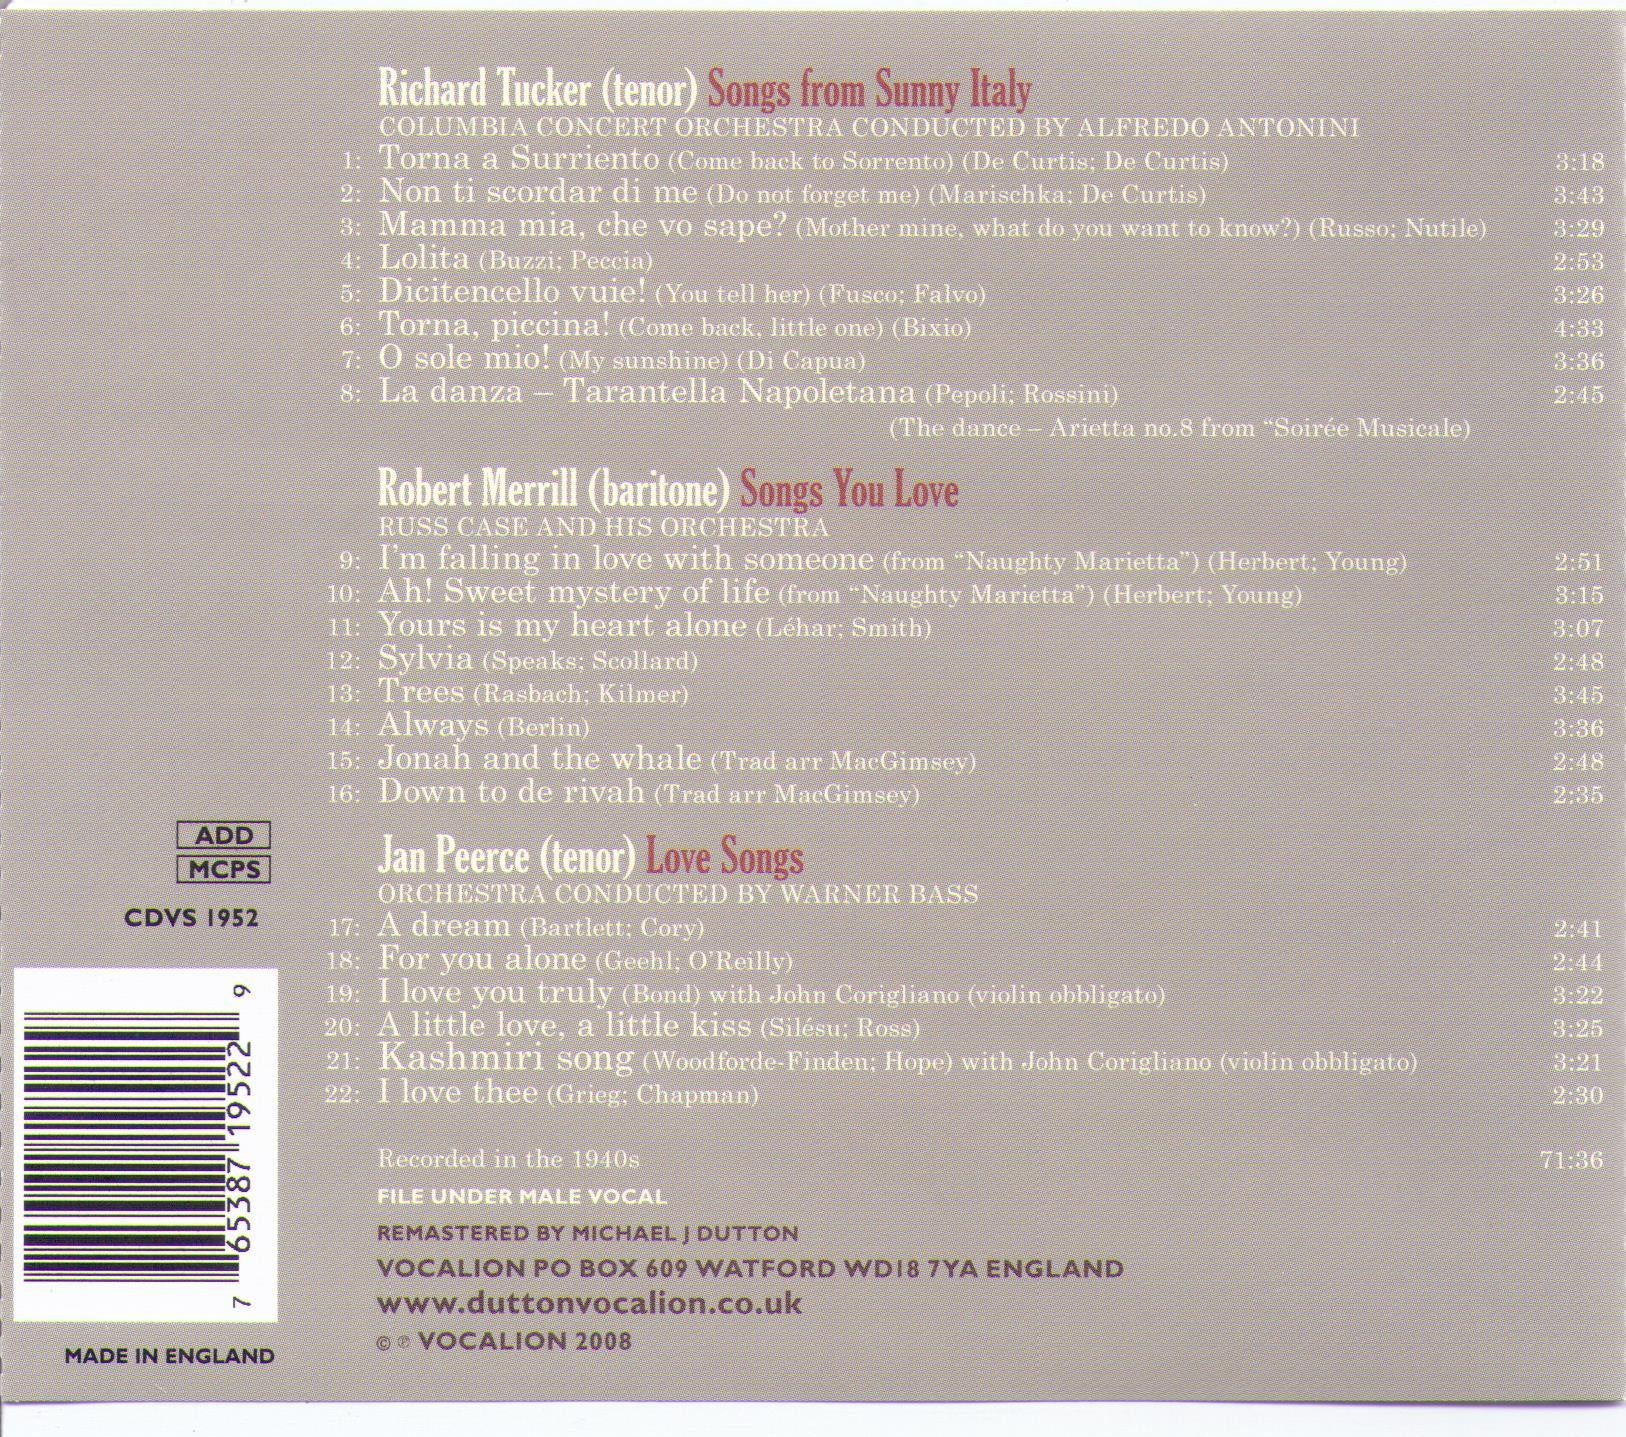 Richard Tucker (tenor) Songs from Sunny Italy
COLUMBIA CONCERT ORCHESTRA CONDUCTED BY ALFREDO ANTONINI
1: Torna a Surriento (Come back to Sorrento) (De Curtis; De Curtis) 3:18
2: Non ti scordar di me (Do not forget me) (Marischka; De Curtis) 3:43
3: Mamma mia, che vo sape? (Mother mine, what do you want to know?) (Russo; Nutile) 3:29
4: Lolita (Buzzi; Peccia) 2:53
5: Dicitencello vuie! (You tell her) (Fusco; Falvo) 3:26
6: Torna, piccina! (Come back, little one) (Bixio) 4:33
7: O sole mio! (My sunshine) (Di Capua) 3:36
8: La danza – Tarantella Napoletana (Pepoli; Rossini) 2:45
(The dance – Arietta no.8 from “Soirée Musicale)
Robert Merrill (baritone) Songs You Love
RUSS CASE AND HIS ORCHESTRA
9: I'm falling in love with someone (from “Naughty Marietta”) (Herbert; Young) 2:51
10: Ah! Sweet mystery of life (from “Naughty Marietta”) (Herbert; Young) 3:15
11: Yours is my heart alone (Léhar; Smith) 3:07
12: Sylvia (Speaks; Scollard) 2:48
13: Trees (Rasbach; Kilmer) 3:45
14: Always (Berlin) 3:36
15: Jonah and the whale (Trad arr MacGimsey) 2:48
16: Down to de rivah (Trad arr MacGimsey) 2:35
Jan Peerce (tenor) Love Songs
ORCHESTRA CONDUCTED BY WARNER BASS
17: A dream (Bartlett; Cory) 2:41
18: For you alone (Geehl; O'Reilly) 2:44
19: I love you truly (Bond) with John Corigliano (violin obbligato) 3:22
20: A little love, a little kiss (Silésu; Ross) 3:25
21: Kashmiri song (Woodforde-Finden; Hope) with John Corigliano (violin obbligato) 3:21
22: I love thee (Grieg; Chapman) 2:30
Recorded in the 1940s 71:36
FILE UNDER MALE VOCAL
REMASTERED BY MICHAEL J DUTTON
VOCALION PO BOX 609 WATFORD WD18 7YA ENGLAND
www.duttonvocalion.co.uk
© ℗ VOCALION 2008
ADD
MCPS
CDVS 1952
7 65387 19522 9
MADE IN ENGLAND